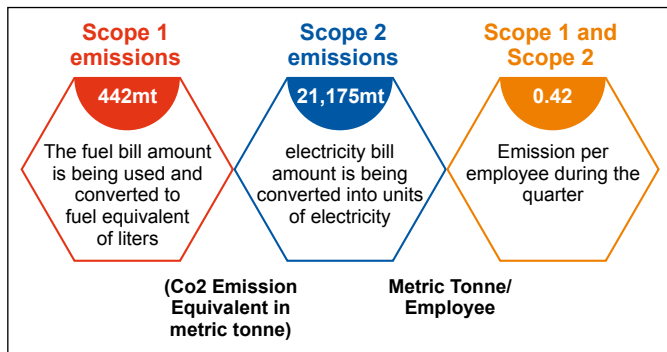 Scope 1
emissions
442mt
The fuel bill amount
is being used and
converted to
fuel equivalent
of liters
Scope 2
emissions
21,175mt
electricity bill
amount is being
converted into units
of electricity
Scope 1 and
Scope 2
0.42
Emission per
employee during the
quarter
(Co2 Emission
Equivalent in
metric tonne)
Metric Tonne/
Employee